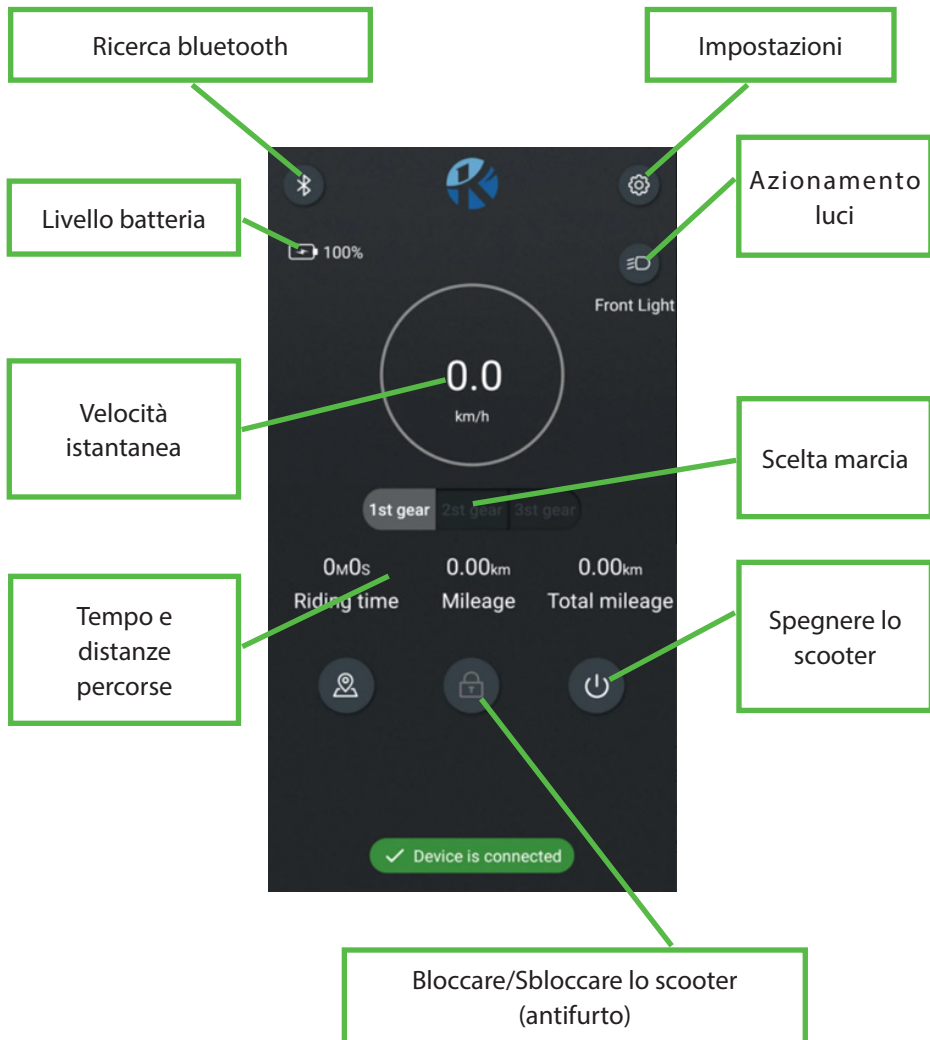 Ricerca bluetooth
Impostazioni
Azionamento
luci
Livello batteria
100%
Front Light
0.0
km/h
Velocità
istantanea
Scelta marcia
1st gear 2st gear 3st gear
0M0S 0.00km 0.00km
Riding time Mileage Total mileage
Tempo e
distanze
percorse
Spegnere lo
scooter
Device is connected
Bloccare/Sbloccare lo scooter
(antifurto)